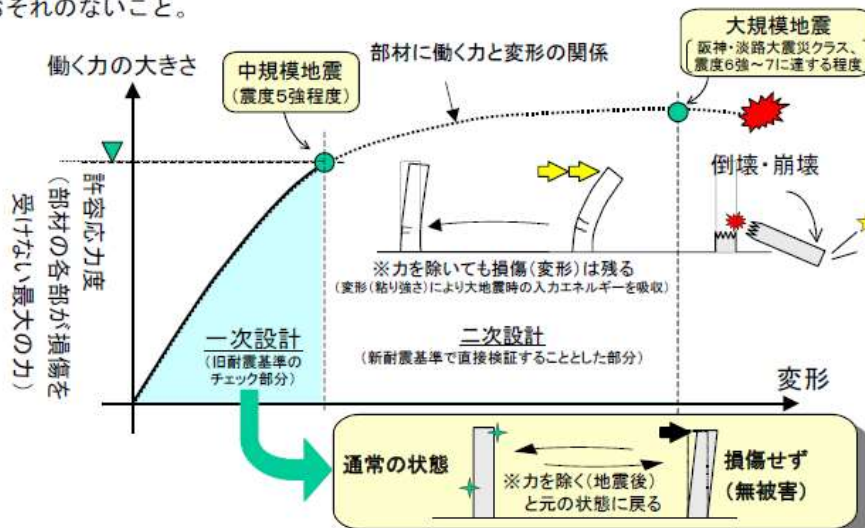 おそれのないこと。
働く力の大きさ
中規模地震
（震度５強程度）
部材に働く力と変形の関係
大規模地震
阪神・淡路大震災クラス、
震度６強～７に達する程度
倒壊・崩壊
許容応力度
（部材の各部が損傷を
受けない最大の力）
※力を除いても損傷（変形）は残る
（変形（粘り強さ）により大地震時の入力エネルギーを吸収）
一次設計
（旧耐震基準の
チェック部分）
二次設計
（新耐震基準で直接検証することとした部分）
変形
通常の状態
※力を除く（地震後）
と元の状態に戻る
損傷せず
（無被害）